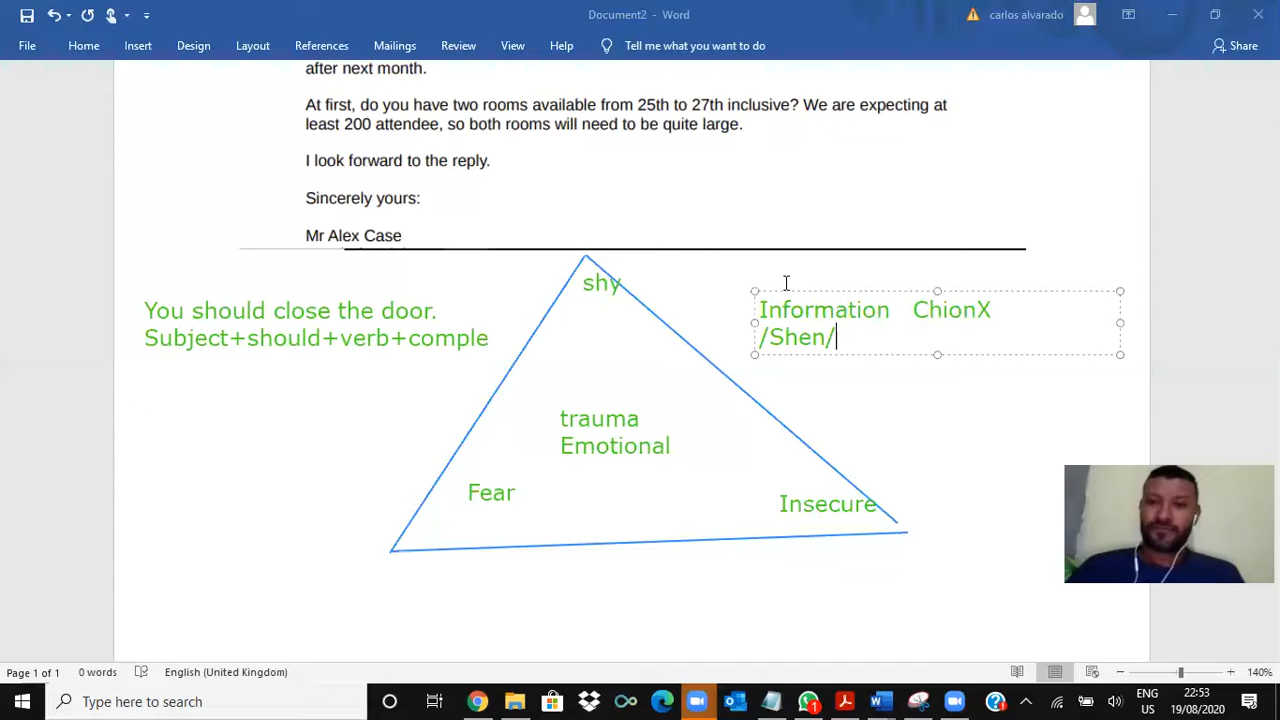 Document2 - Word
carlos alvarado
File Home Insert Design Layout References Mailings Review View Help Tell me what you want to do Share
after next month.
At first, do you have two rooms available from 25th to 27th inclusive? We are expecting at
least 200 attendee, so both rooms will need to be quite large.
I look forward to the reply.
Sincerely yours:
Mr Alex Case
shy
You should close the door.
Subject+should+verb+comple
Information ChionX
/Shen/
trauma
Emotional
Fear
Insecure
Page 1 of 1 0 words English (United Kingdom) 140%
Type here to search
1
ENG
US
22:53
19/08/2020